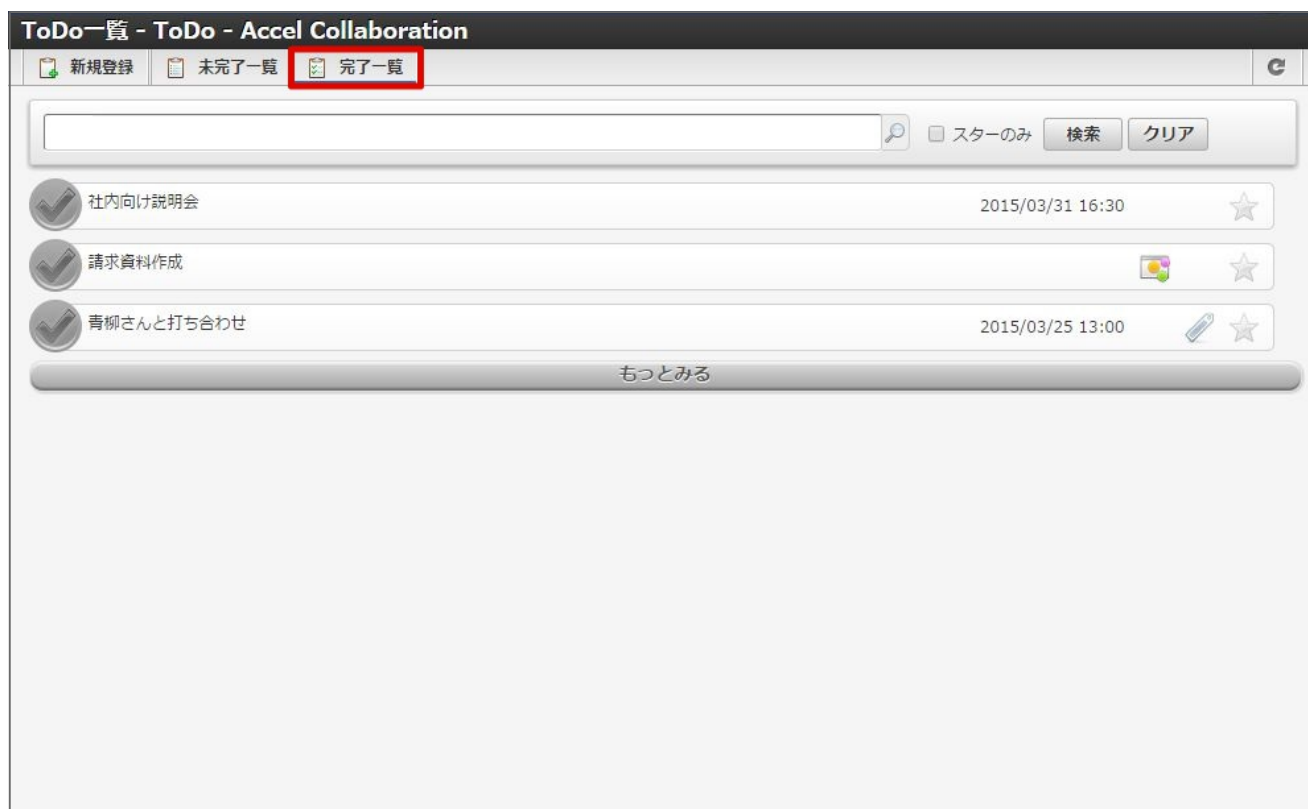 ToDo一覧 - ToDo - Accel Collaboration
新規登録 未完了一覧 完了一覧
スターのみ 検索 クリア
社内向け説明会 2015/03/31 16:30
請求資料作成
青柳さんと打ち合わせ 2015/03/25 13:00
もっとみる